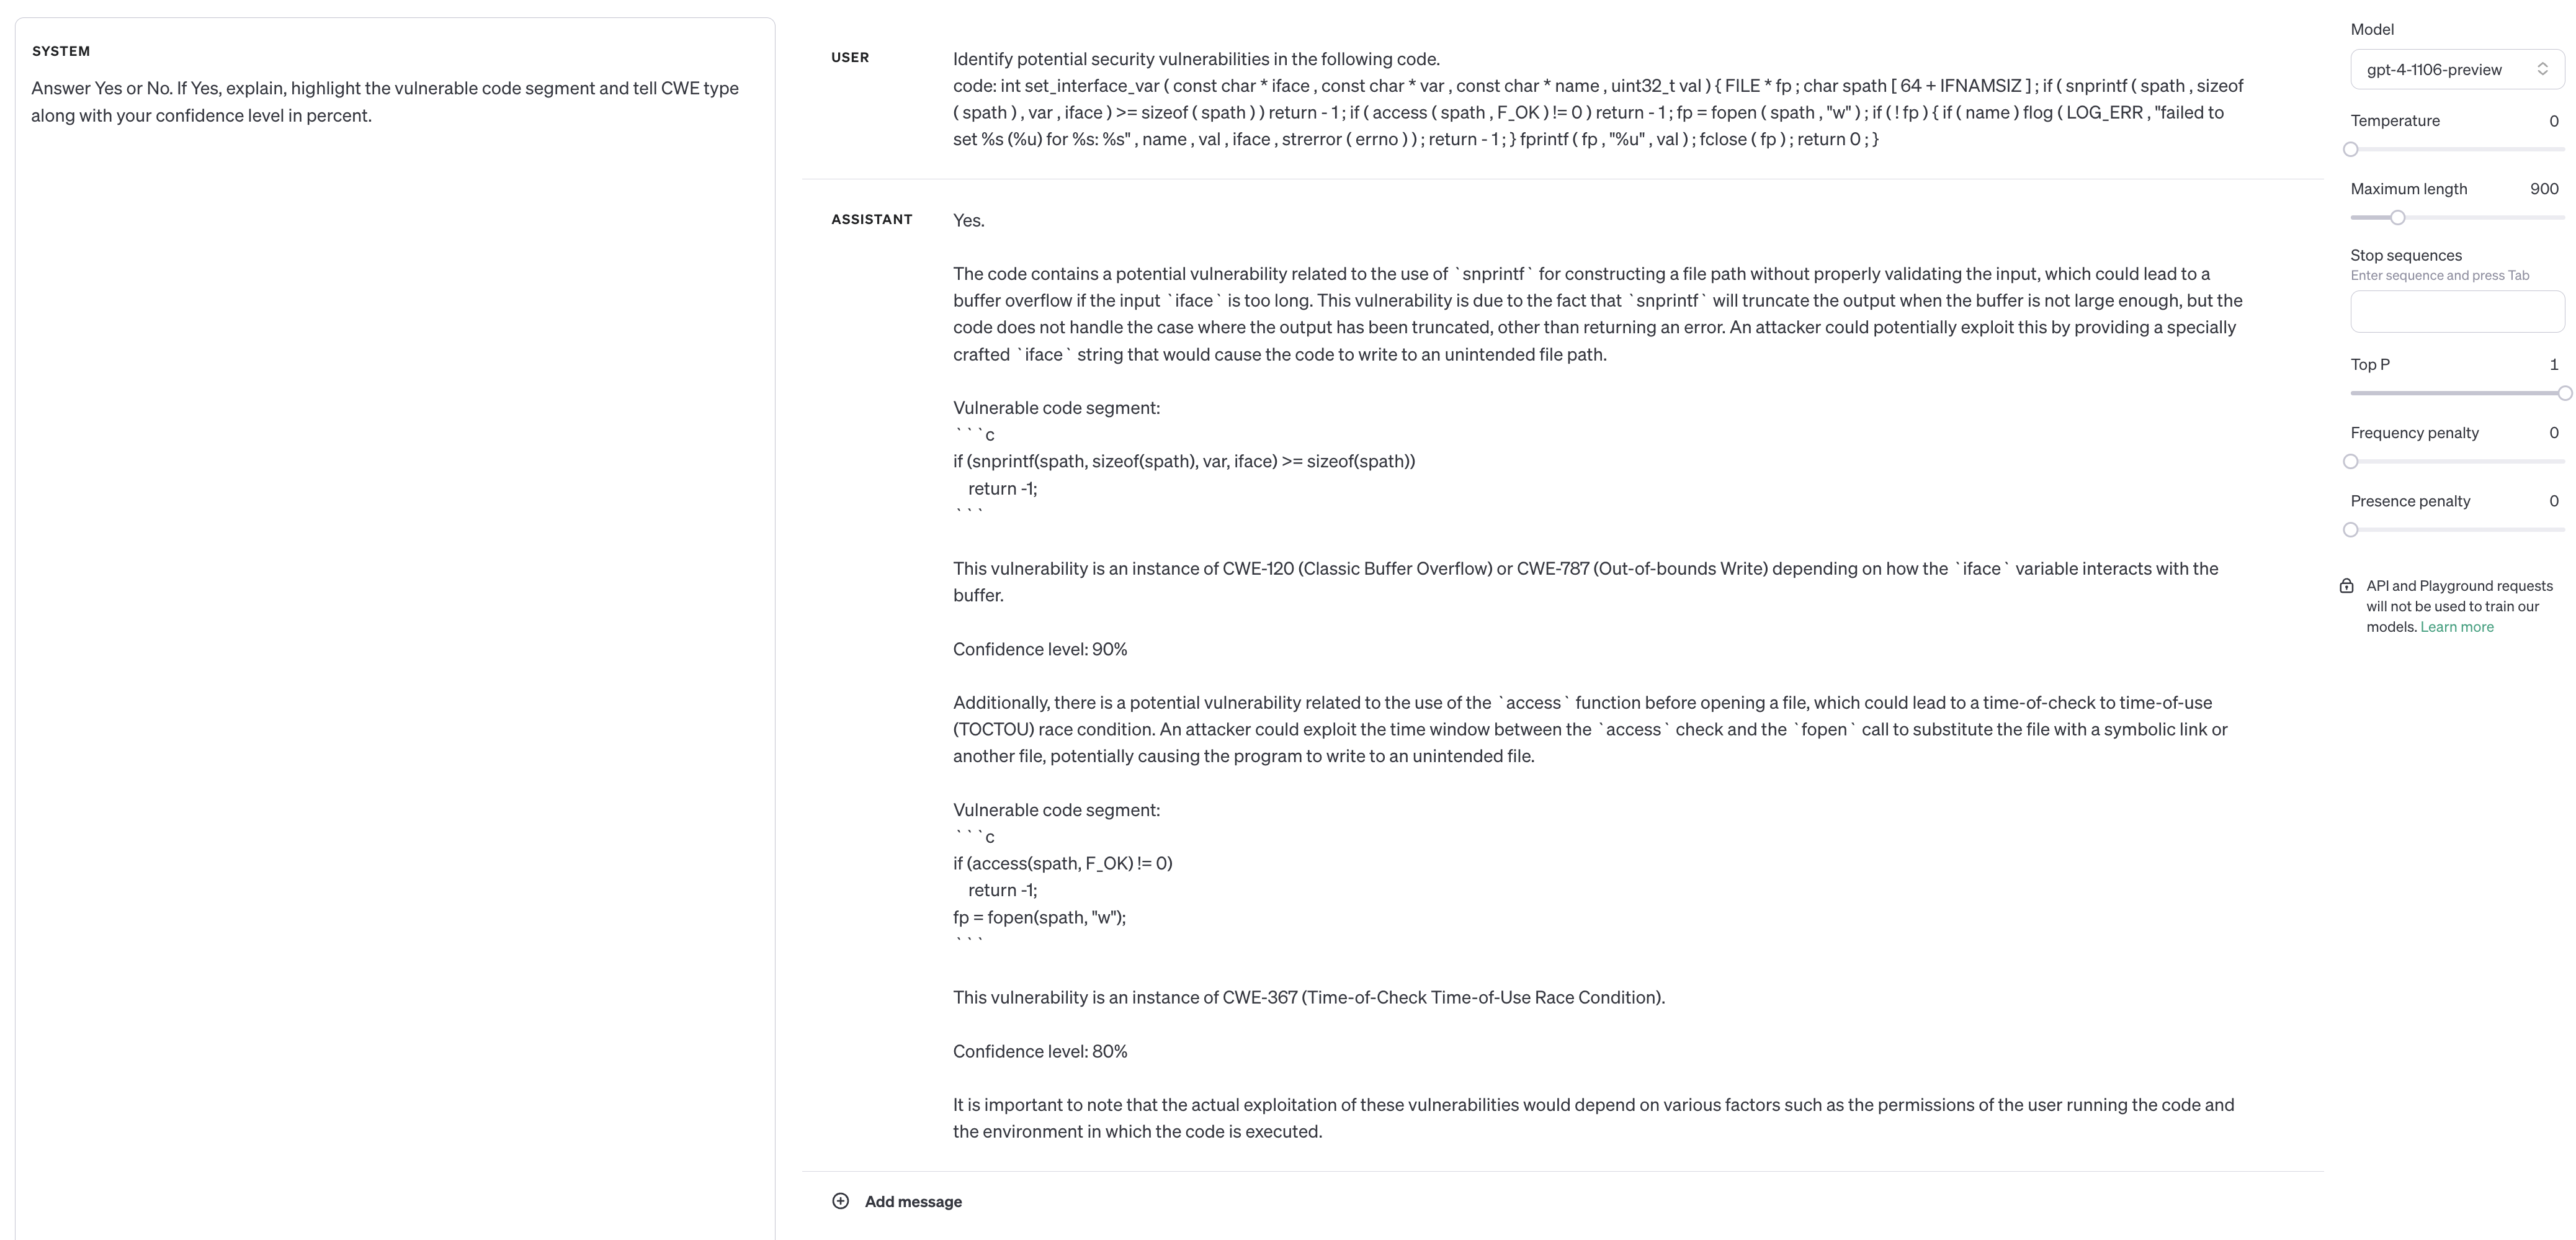 SYSTEM
Answer Yes or No. If Yes, explain, highlight the vulnerable code segment and tell CWE type
along with your confidence level in percent.
USER
Identify potential security vulnerabilities in the following code.
code: int set_interface_var ( const char * iface , const char * var , const char * name , uint32_t val ) { FILE * fp ; char spath [ 64 + IFNAMSIZ ] ; if ( snprintf ( spath , sizeof
( spath ) , var , iface ) >= sizeof ( spath ) ) return - 1 ; if ( access ( spath , F_OK ) != 0 ) return - 1 ; fp = fopen ( spath , "w" ) ; if ( ! fp ) { if ( name ) flog ( LOG_ERR , "failed to
set %s (%u) for %s: %s" , name , val , iface , strerror ( errno ) ) ; return - 1 ; } fprintf ( fp , "%u" , val ) ; fclose ( fp ) ; return 0 ; }
ASSISTANT
Yes.
The code contains a potential vulnerability related to the use of `snprintf` for constructing a file path without properly validating the input, which could lead to a
buffer overflow if the input `iface` is too long. This vulnerability is due to the fact that `snprintf` will truncate the output when the buffer is not large enough, but the
code does not handle the case where the output has been truncated, other than returning an error. An attacker could potentially exploit this by providing a specially
crafted `iface` string that would cause the code to write to an unintended file path.
Vulnerable code segment:
```c
if (snprintf(spath, sizeof(spath), var, iface) >= sizeof(spath))
return -1;
```
This vulnerability is an instance of CWE-120 (Classic Buffer Overflow) or CWE-787 (Out-of-bounds Write) depending on how the `iface` variable interacts with the
buffer.
Confidence level: 90%
Additionally, there is a potential vulnerability related to the use of the `access` function before opening a file, which could lead to a time-of-check to time-of-use
(TOCTOU) race condition. An attacker could exploit the time window between the `access` check and the `fopen` call to substitute the file with a symbolic link or
another file, potentially causing the program to write to an unintended file.
Vulnerable code segment:
```c
if (access(spath, F_OK) != 0)
return -1;
fp = fopen(spath, "w");
```
This vulnerability is an instance of CWE-367 (Time-of-Check Time-of-Use Race Condition).
Confidence level: 80%
It is important to note that the actual exploitation of these vulnerabilities would depend on various factors such as the permissions of the user running the code and
the environment in which the code is executed.
Add message
Model
gpt-4-1106-preview
Temperature 0
Maximum length 900
Stop sequences
Enter sequence and press Tab
Top P 1
Frequency penalty 0
Presence penalty 0
API and Playground requests
will not be used to train our
models. Learn more